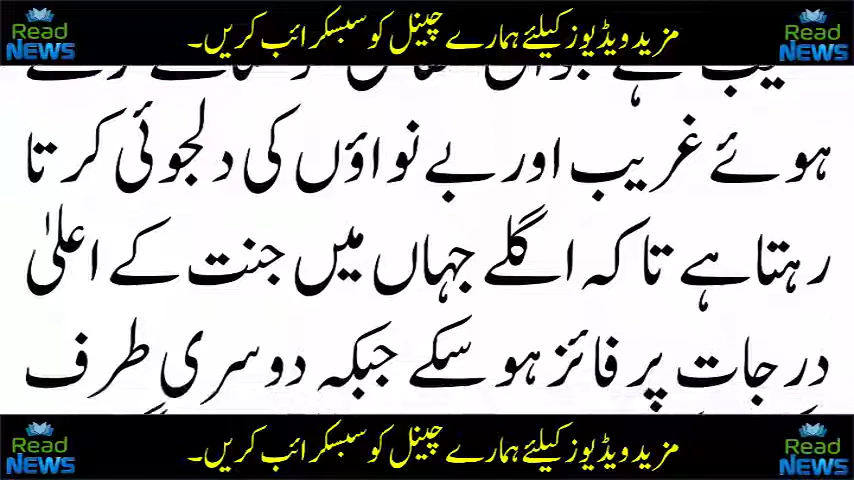 Read NEWS مزید ویڈیوز کیلئے ہمارے چینل کو سبسکرائب کریں۔ Read NEWS
ہوئے غریب اور بے نواؤں کی دلجوئی کرتا
رہتا ہے تاکہ اگلے جہاں میں جنت کے اعلیٰ
درجات پر فائز ہو سکے جبکہ دوسری طرف
Read NEWS مزید ویڈیوز کیلئے ہمارے چینل کو سبسکرائب کریں۔ Read NEWS